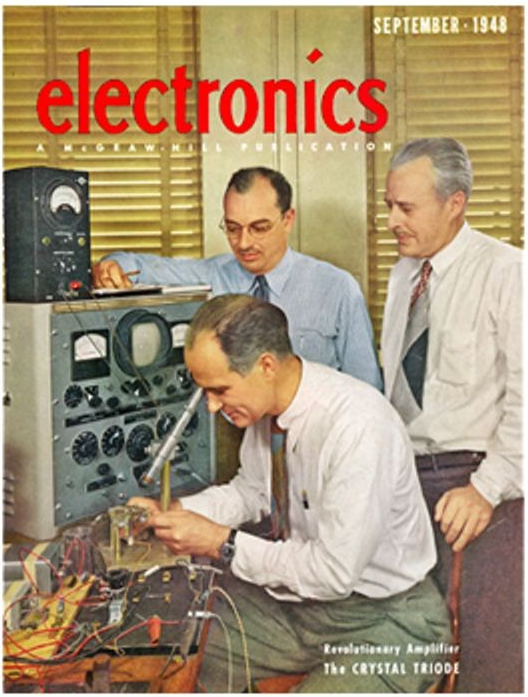 SEPTEMBER · 1948
electronics
A McGRAW-HILL PUBLICATION
Revolutionary Amplifier
The CRYSTAL TRIODE